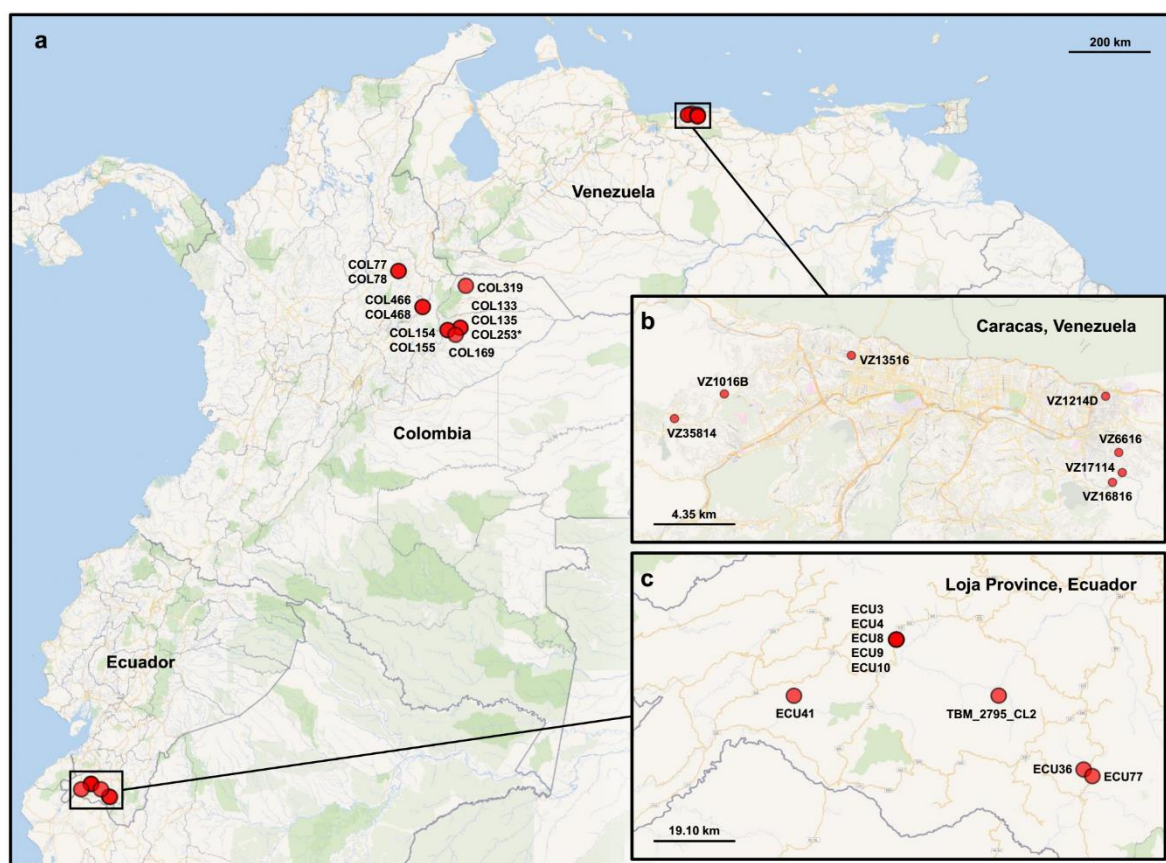 a
200 km
Venezuela
COL77
COL78
COL319
COL466
COL468
COL133
COL135
COL253*
COL154
COL155
COL169
Colombia
Ecuador
b
Caracas, Venezuela
VZ13516
VZ1016B
VZ1214D
VZ35814
VZ6616
VZ17114
VZ16816
4.35 km
c
Loja Province, Ecuador
ECU3
ECU4
ECU8
ECU9
ECU10
ECU41
TBM_2795_CL2
ECU36
ECU77
19.10 km